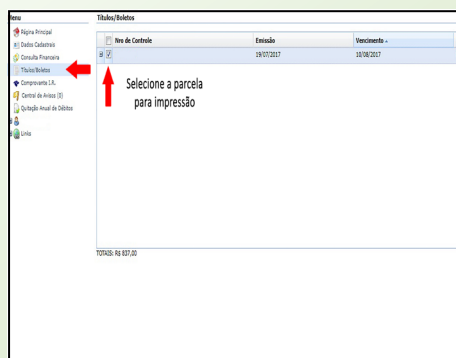 Menu
Página Principal
Dados Cadastrais
Consulta Financeira
Títulos/Boletos
Comprovante I.R.
Central de Avisos (0)
Quitação Anual de Débitos
Links
Títulos/Boletos
Nro de Controle Emissão Vencimento
19/07/2017 10/08/2017
Selecione a parcela
para impressão
TOTAIS: R$ 837,00